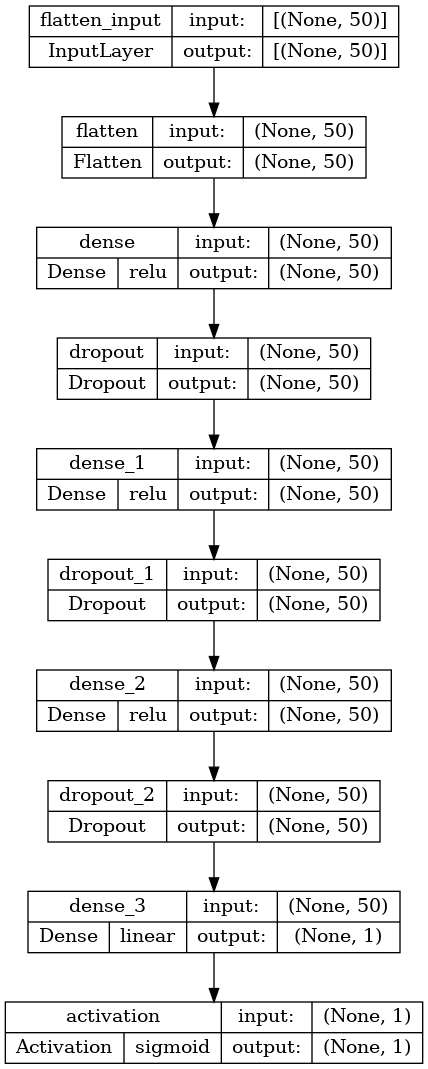 flatten_input input: [(None, 50)]
InputLayer output: [(None, 50)]
flatten input: (None, 50)
Flatten output: (None, 50)
dense input: (None, 50)
Dense relu output: (None, 50)
dropout input: (None, 50)
Dropout output: (None, 50)
dense_1 input: (None, 50)
Dense relu output: (None, 50)
dropout_1 input: (None, 50)
Dropout output: (None, 50)
dense_2 input: (None, 50)
Dense relu output: (None, 50)
dropout_2 input: (None, 50)
Dropout output: (None, 50)
dense_3 input: (None, 50)
Dense linear output: (None, 1)
activation input: (None, 1)
Activation sigmoid output: (None, 1)